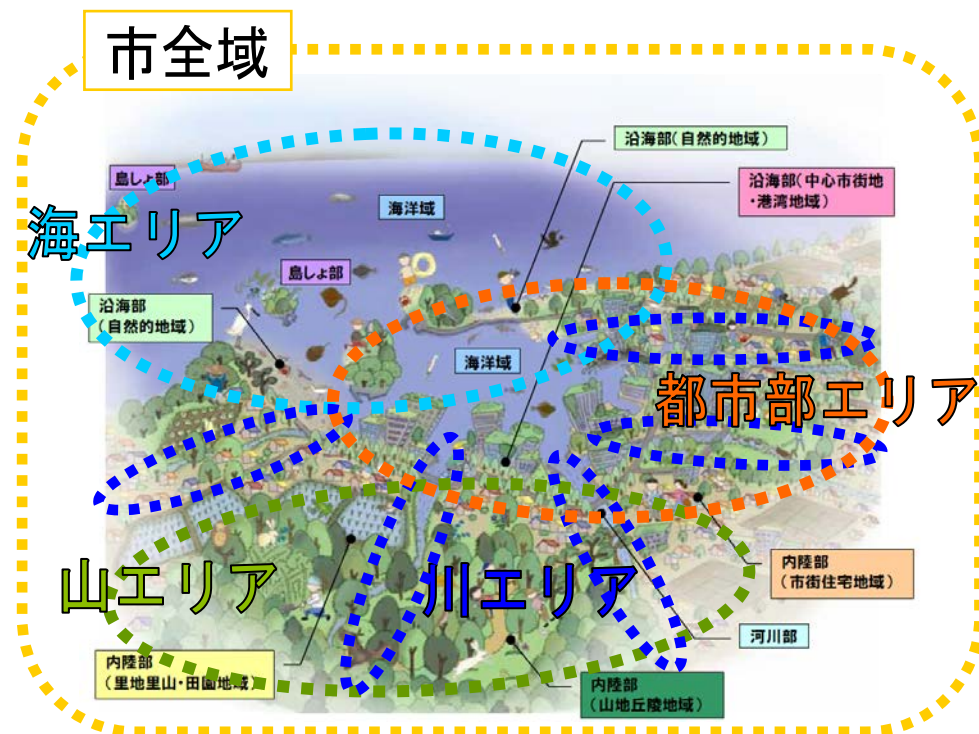 市全域
沿海部(自然的地域)
島しょ部
沿海部(中心市街地
・港湾地域)
海洋域
海エリア
島しょ部
沿海部
(自然的地域)
海洋域
都市部エリア
山エリア
川エリア
内陸部
(市街住宅地域)
河川部
内陸部
(里地里山・田園地域)
内陸部
(山地丘陵地域)